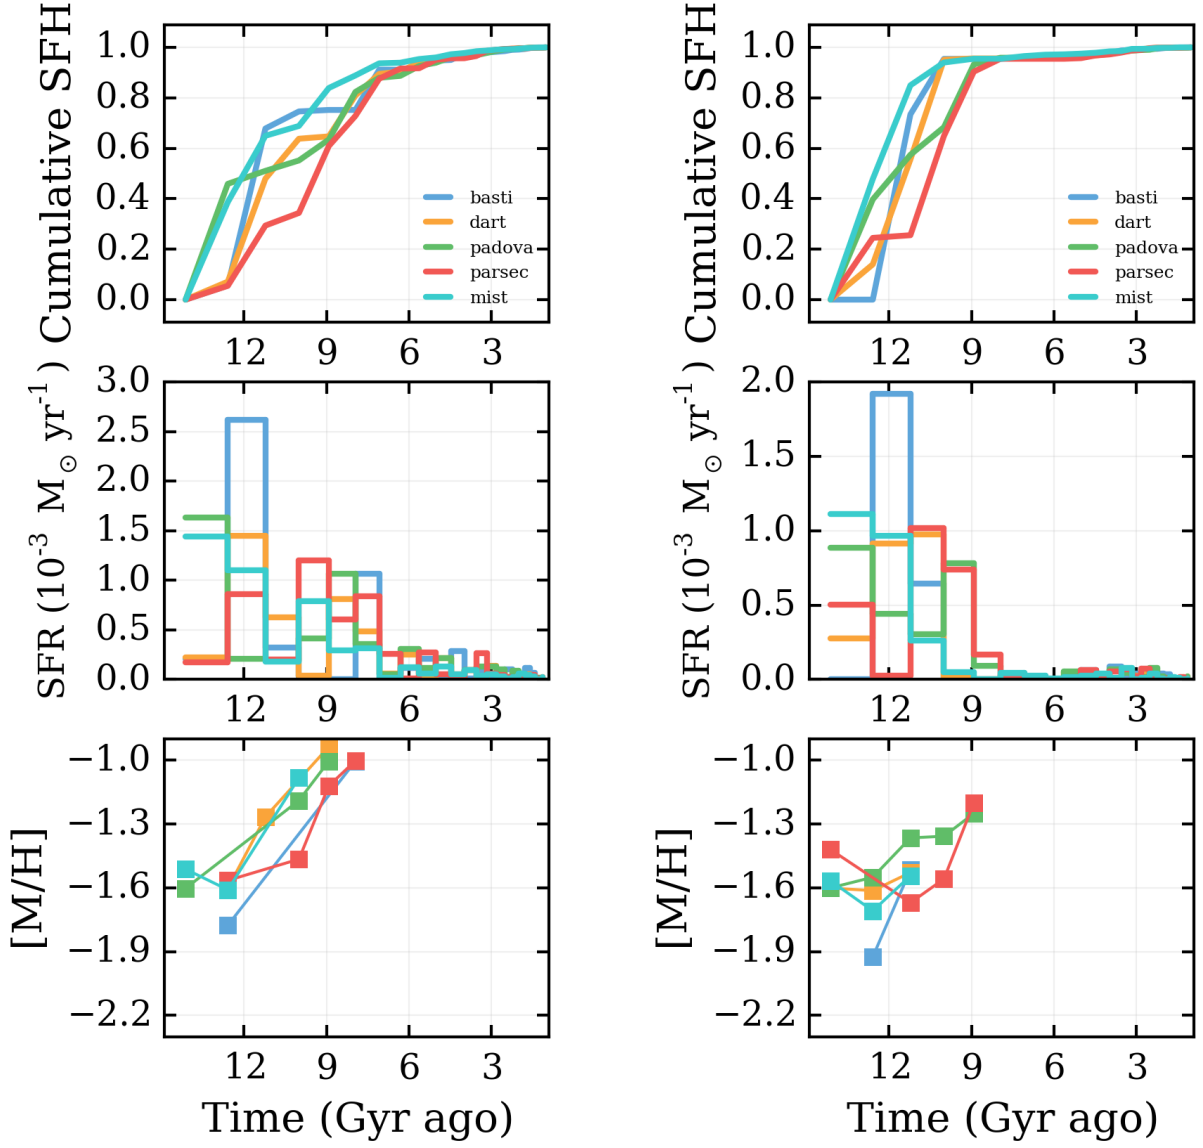 Cumulative SFH
1.0
0.8
0.6
0.4
0.2
0.0
basti
dart
padova
parsec
mist
12 9 6 3
Cumulative SFH
1.0
0.8
0.6
0.4
0.2
0.0
basti
dart
padova
parsec
mist
12 9 6 3
SFR (10⁻³ M⊙ yr⁻¹)
3.0
2.5
2.0
1.5
1.0
0.5
0.0
12 9 6 3
SFR (10⁻³ M⊙ yr⁻¹)
2.0
1.5
1.0
0.5
0.0
12 9 6 3
[M/H]
−1.0
−1.3
−1.6
−1.9
−2.2
12 9 6 3
Time (Gyr ago)
[M/H]
−1.0
−1.3
−1.6
−1.9
−2.2
12 9 6 3
Time (Gyr ago)